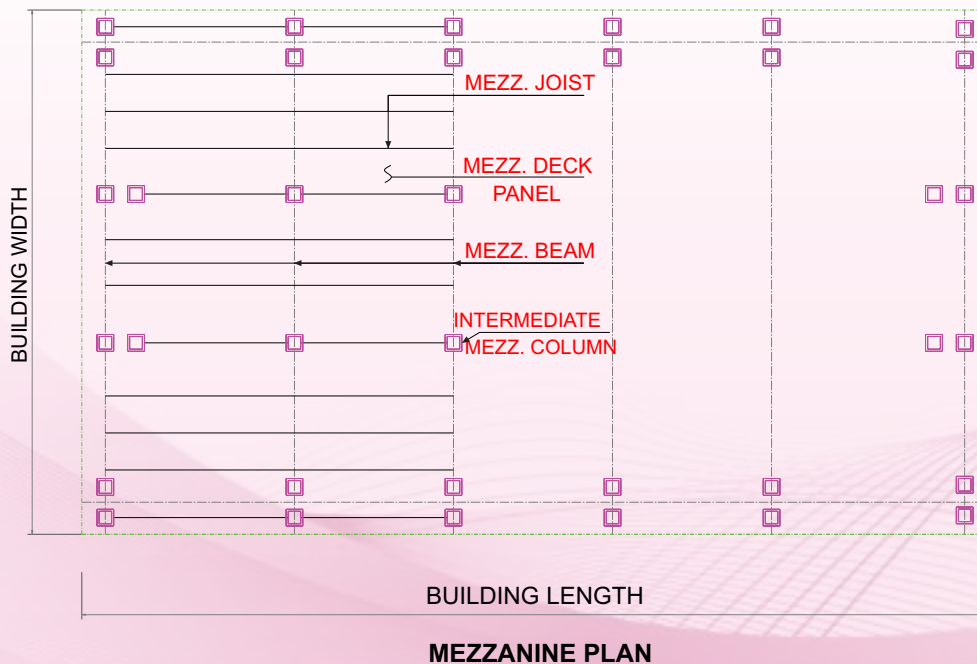 MEZZ. JOIST
MEZZ. DECK
PANEL
MEZZ. BEAM
INTERMEDIATE
MEZZ. COLUMN
BUILDING WIDTH
BUILDING LENGTH
MEZZANINE PLAN